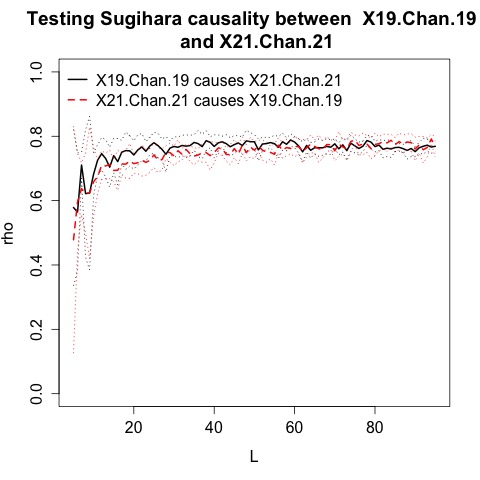 Testing Sugihara causality between  X19.Chan.19
and X21.Chan.21
X19.Chan.19 causes X21.Chan.21
X21.Chan.21 causes X19.Chan.19
1.0
0.8
0.6
0.4
0.2
0.0
rho
20
40
60
80
L